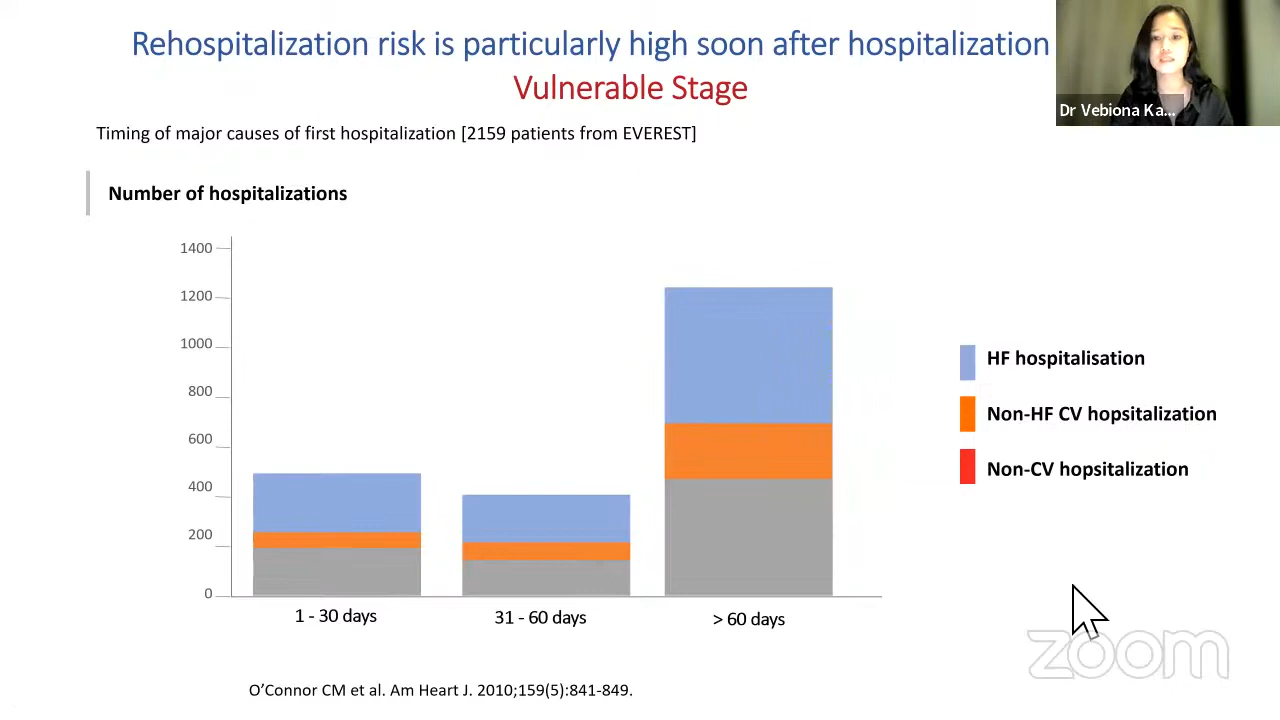 Rehospitalization risk is particularly high soon after hospitalization
Vulnerable Stage
Dr Vebiona Ka...
Timing of major causes of first hospitalization [2159 patients from EVEREST]
Number of hospitalizations
1400
1200
1000
800
600
400
200
0
1 - 30 days
31 - 60 days
> 60 days
HF hospitalisation
Non-HF CV hopsitalization
Non-CV hopsitalization
zoom
O'Connor CM et al. Am Heart J. 2010;159(5):841-849.